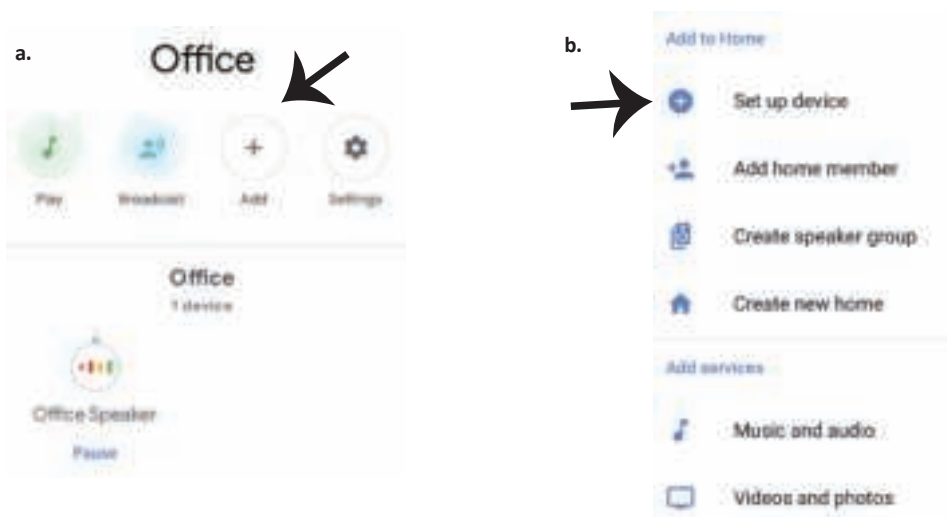 a.
Office
Play Broadcast Add Settings
Office
1 device
Office Speaker
Pause
b.
Add to Home
Set up device
Add home member
Create speaker group
Create new home
Add services
Music and audio
Videos and photos